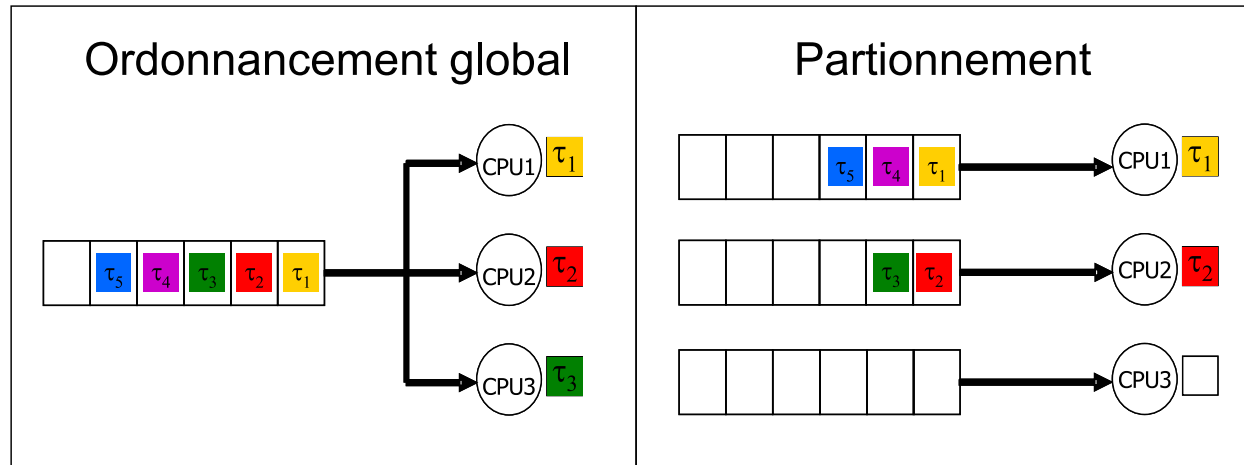 Ordonnancement global
CPU1 τ1
τ5 τ4 τ3 τ2 τ1 CPU2 τ2
CPU3 τ3
Partionnement
τ5 τ4 τ1 CPU1 τ1
τ3 τ2 CPU2 τ2
CPU3